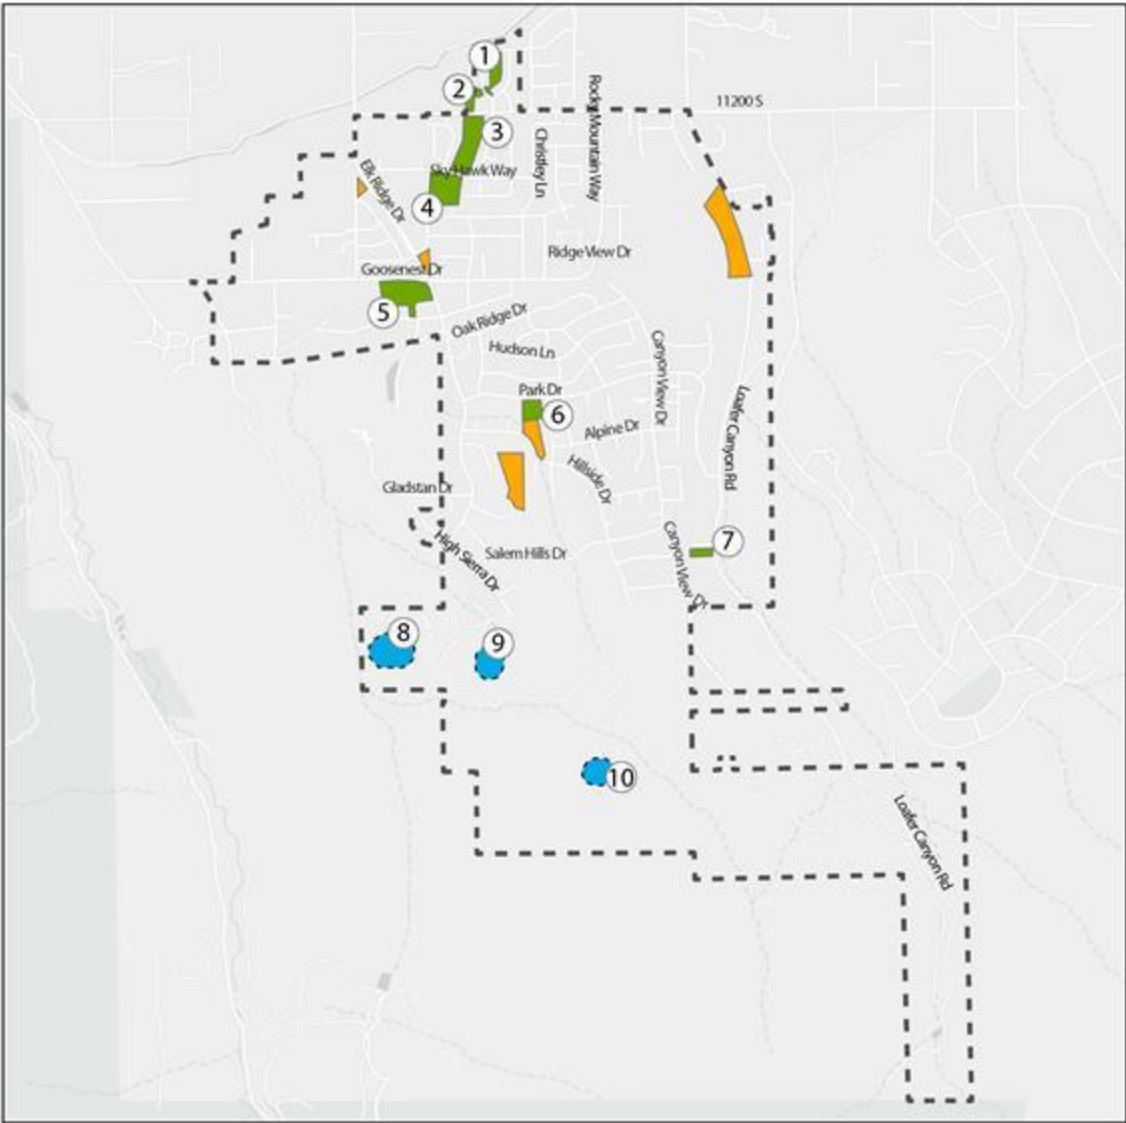 1
2
11200 S
Rocky Mountain Way
3
Christley Ln
Sky Hawk Way
Elk Ridge Dr
4
Ridge View Dr
Goosenest Dr
5
Oak Ridge Dr
Hudson Ln
Canyon View Dr
Park Dr
6
Alpine Dr
Loafer Canyon Rd
Hillside Dr
Gladstan Dr
7
High Sierra Dr
Salem Hills Dr
Canyon View Dr
8
9
10
Loafer Canyon Rd